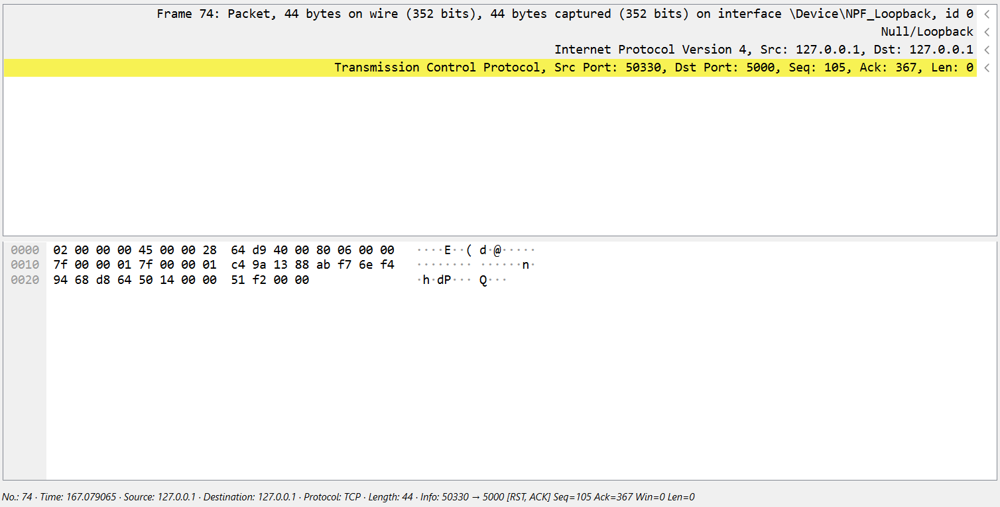 Frame 74: Packet, 44 bytes on wire (352 bits), 44 bytes captured (352 bits) on interface \Device\NPF_Loopback, id 0
Null/Loopback
Internet Protocol Version 4, Src: 127.0.0.1, Dst: 127.0.0.1
Transmission Control Protocol, Src Port: 50330, Dst Port: 5000, Seq: 105, Ack: 367, Len: 0
0000 02 00 00 00 45 00 00 28 64 d9 40 00 80 06 00 00 ····E··( d·@·····
0010 7f 00 00 01 7f 00 00 01 c4 9a 13 88 ab f7 6e f4 ········ ······n·
0020 94 68 d8 64 50 14 00 00 51 f2 00 00 ·h·dP··· Q···
No.: 74 · Time: 167.079065 · Source: 127.0.0.1 · Destination: 127.0.0.1 · Protocol: TCP · Length: 44 · Info: 50330 → 5000 [RST, ACK] Seq=105 Ack=367 Win=0 Len=0